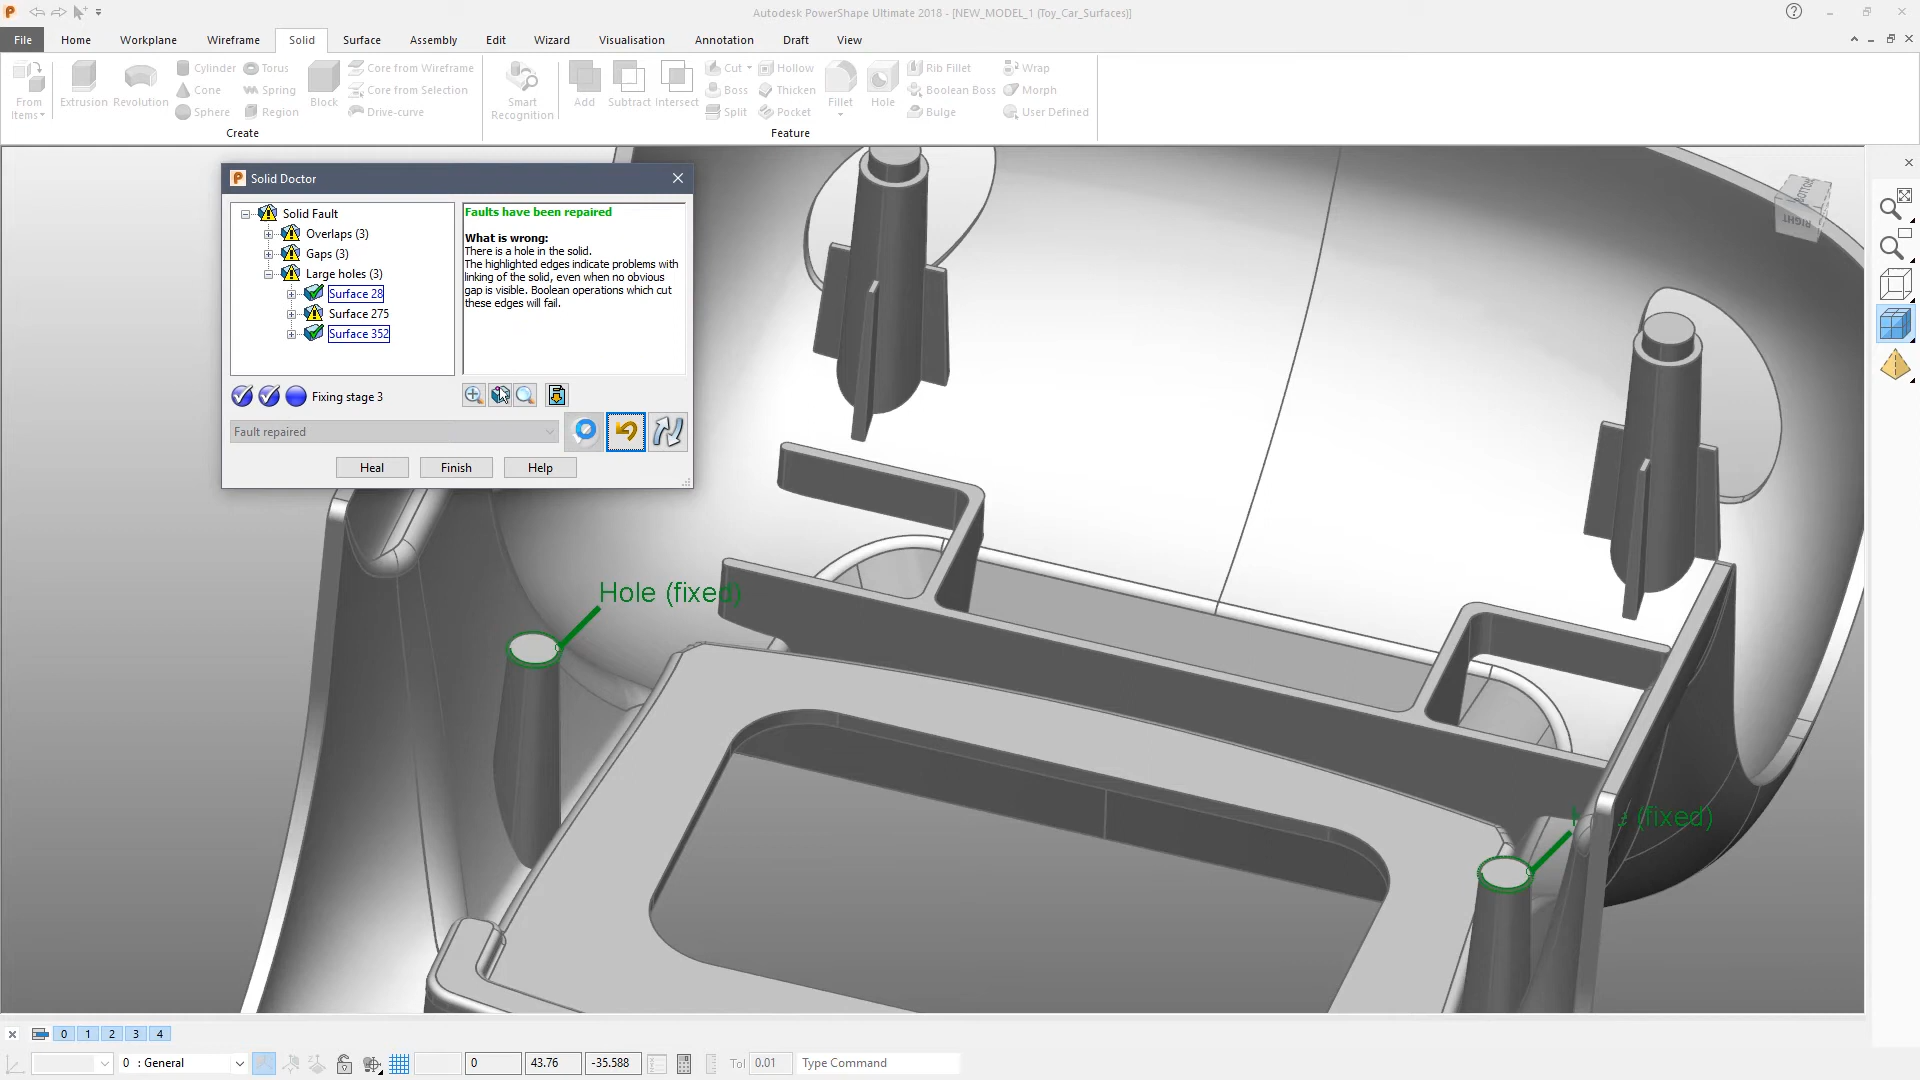 Autodesk PowerShape Ultimate 2018 - [NEW_MODEL_1 (Toy_Car_Surfaces)]
File Home Workplane Wireframe Solid Surface Assembly Edit Wizard Visualisation Annotation Draft View
From Items
Extrusion
Revolution
Cylinder
Cone
Sphere
Torus
Spring
Region
Block
Core from Wireframe
Core from Selection
Drive-curve
Create
Smart Recognition
Add
Subtract
Intersect
Cut
Boss
Split
Hollow
Thicken
Pocket
Fillet
Hole
Rib Fillet
Boolean Boss
Bulge
Wrap
Morph
User Defined
Feature
Solid Doctor
Solid Fault
Overlaps (3)
Gaps (3)
Large holes (3)
Surface 28
Surface 275
Surface 352
Faults have been repaired
What is wrong:
There is a hole in the solid.
The highlighted edges indicate problems with
linking of the solid, even when no obvious
gap is visible. Boolean operations which cut
these edges will fail.
Fixing stage 3
Fault repaired
Heal Finish Help
BOTTOM
RIGHT
Hole (fixed)
(fixed)
0 1 2 3 4
0 : General
0
43.76
-35.588
Tol 0.01
Type Command